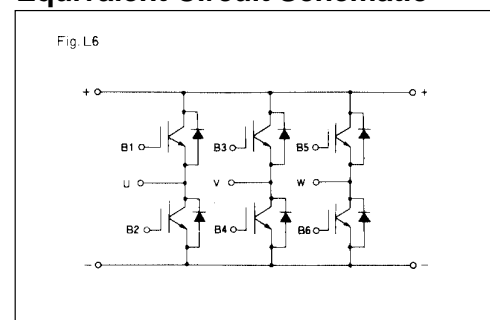 Equivalent Circuit Schematic
Fig. L6
+ +
B1 B3 B5
U V W
B2 B4 B6
− −